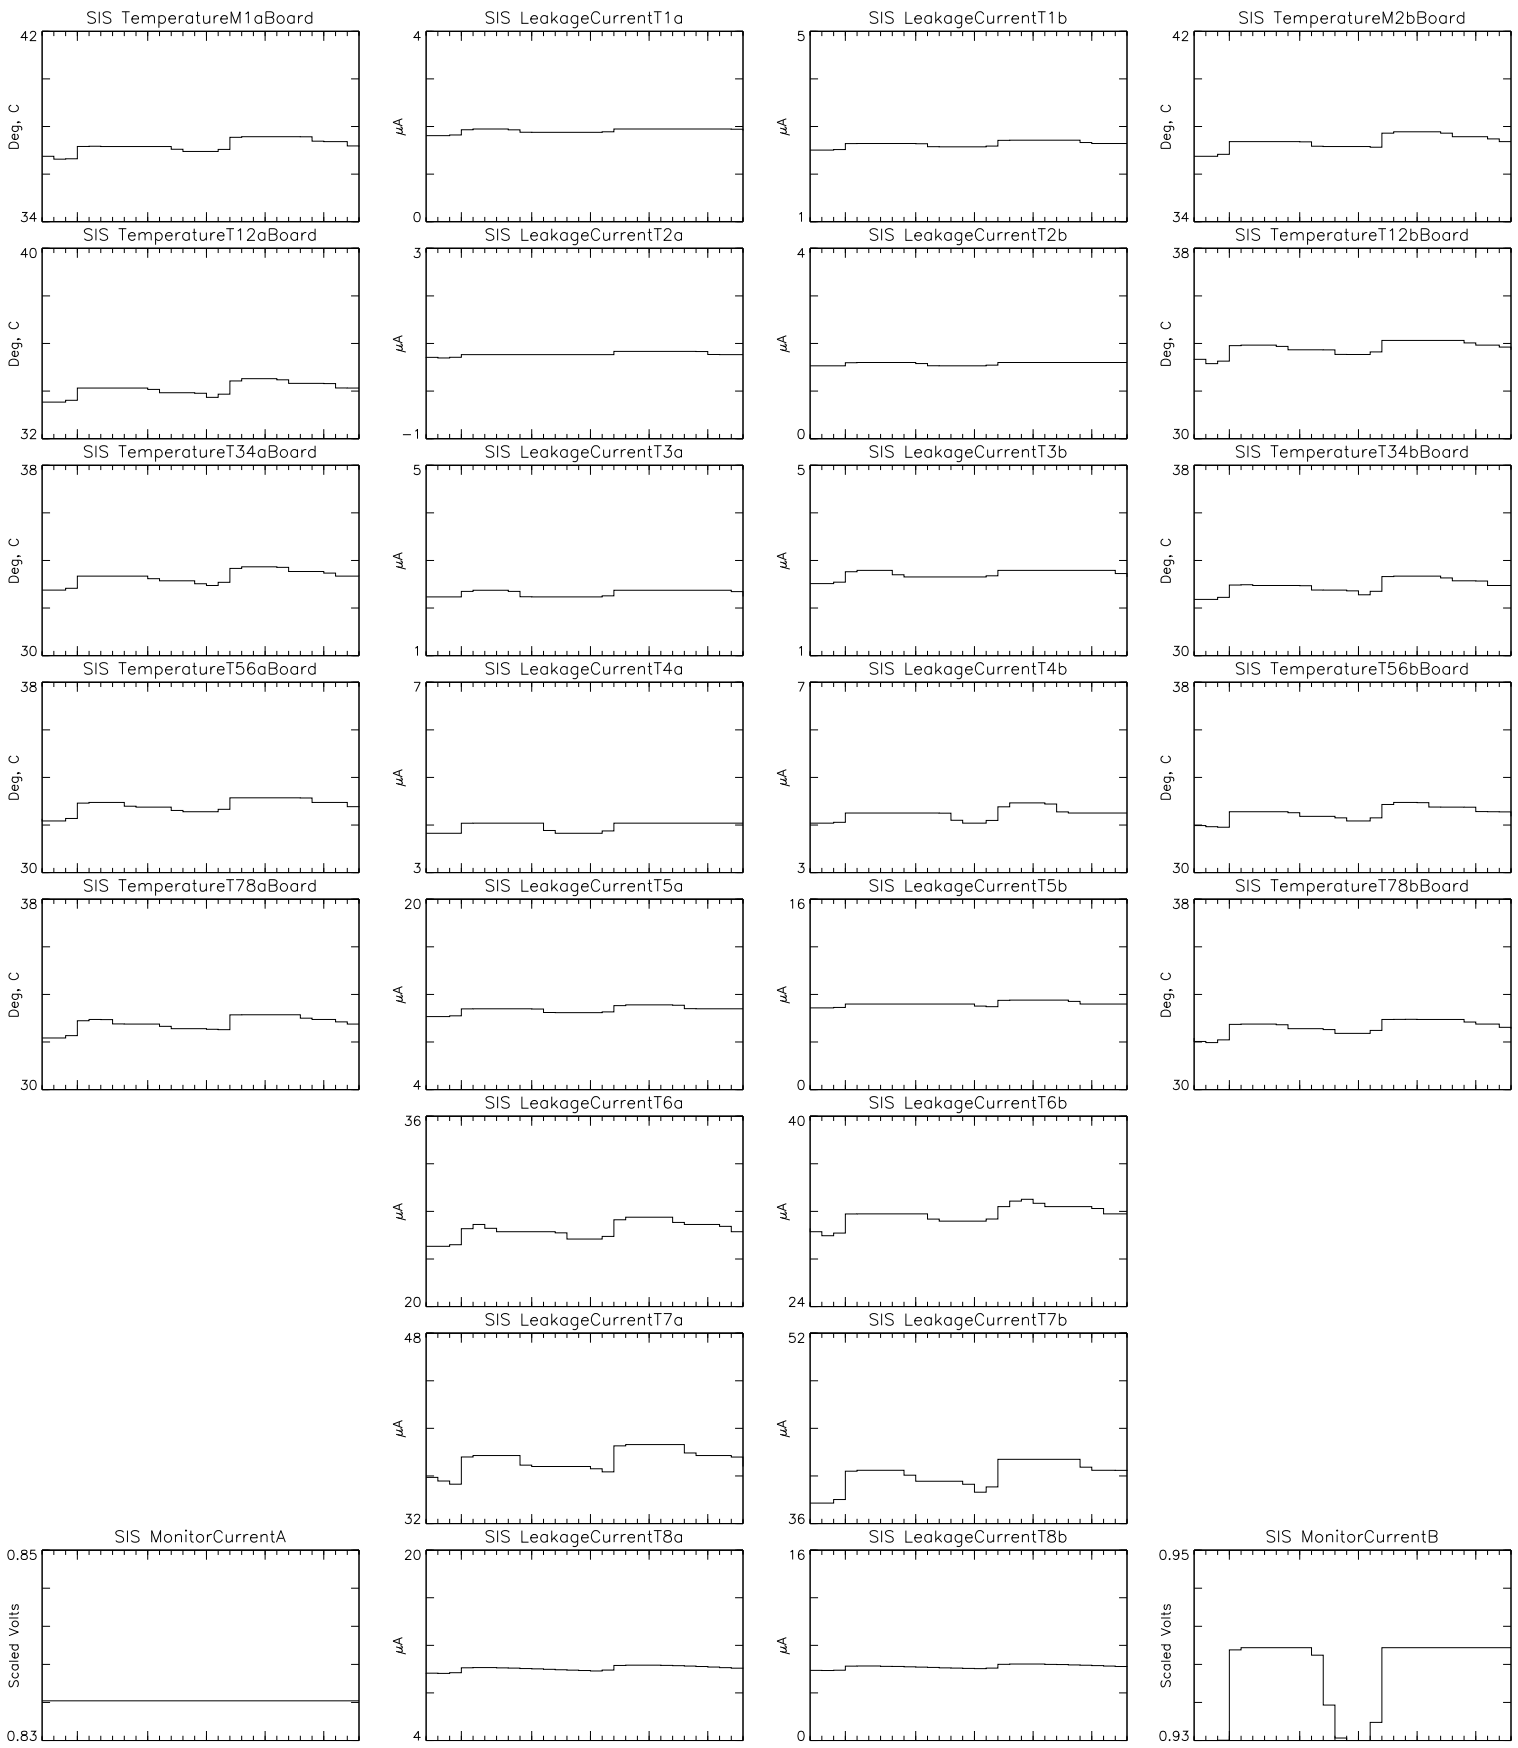 SIS TemperatureM1aBoard
42
Deg, C
34
SIS LeakageCurrentT1a
4
μA
0
SIS LeakageCurrentT1b
5
μA
1
SIS TemperatureM2bBoard
42
Deg, C
34
SIS TemperatureT12aBoard
40
Deg, C
32
SIS LeakageCurrentT2a
3
μA
-1
SIS LeakageCurrentT2b
4
μA
0
SIS TemperatureT12bBoard
38
Deg, C
30
SIS TemperatureT34aBoard
38
Deg, C
30
SIS LeakageCurrentT3a
5
μA
1
SIS LeakageCurrentT3b
5
μA
1
SIS TemperatureT34bBoard
38
Deg, C
30
SIS TemperatureT56aBoard
38
Deg, C
30
SIS LeakageCurrentT4a
7
μA
3
SIS LeakageCurrentT4b
7
μA
3
SIS TemperatureT56bBoard
38
Deg, C
30
SIS TemperatureT78aBoard
38
Deg, C
30
SIS LeakageCurrentT5a
20
μA
4
SIS LeakageCurrentT5b
16
μA
0
SIS TemperatureT78bBoard
38
Deg, C
30
SIS LeakageCurrentT6a
36
μA
20
SIS LeakageCurrentT6b
40
μA
24
SIS LeakageCurrentT7a
48
μA
32
SIS LeakageCurrentT7b
52
μA
36
SIS MonitorCurrentA
0.85
Scaled Volts
0.83
SIS LeakageCurrentT8a
20
μA
4
SIS LeakageCurrentT8b
16
μA
0
SIS MonitorCurrentB
0.95
Scaled Volts
0.93